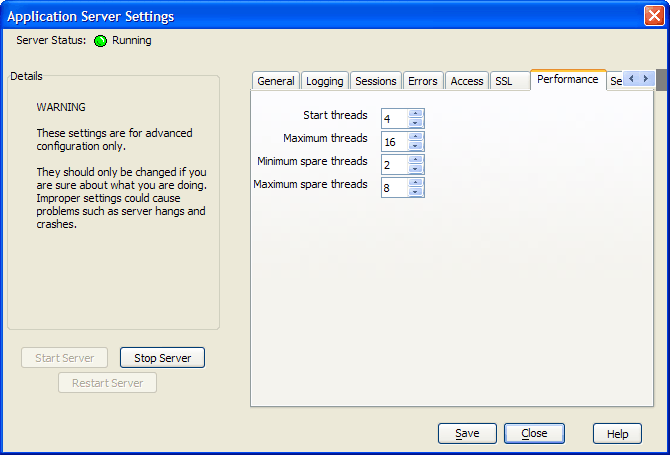 Application Server Settings
Server Status: Running
Details
WARNING
These settings are for advanced
configuration only.
They should only be changed if you
are sure about what you are doing.
Improper settings could cause
problems such as server hangs and
crashes.
Start Server
Stop Server
Restart Server
General Logging Sessions Errors Access SSL Performance Se
Start threads 4
Maximum threads 16
Minimum spare threads 2
Maximum spare threads 8
Save Close Help